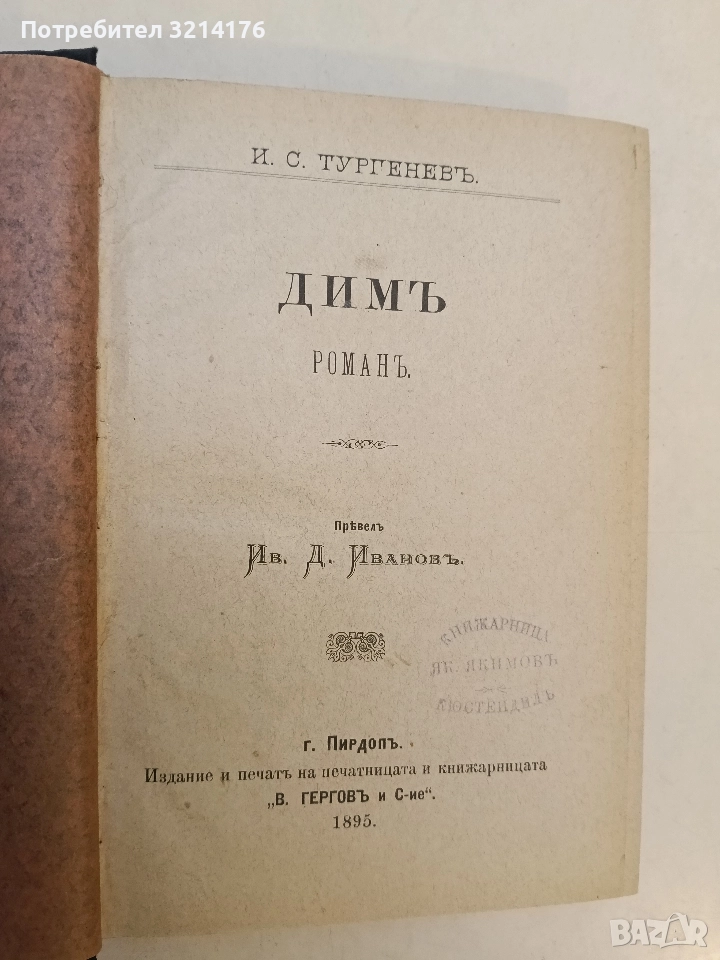 Потребител 3214176
И. С. ТУРГЕНЕВЪ.
ДИМЪ
РОМАНЪ.
Прѣвелъ
Ив. Д. Ивановъ.
КНИЖАРНИЦА
ЯК. ЯКИМОВЪ
КЮСТЕНДИЛЪ
г. Пирдопъ.
Издание и печатъ на печатницата и книжарницата
„В. ГЕРГОВЪ и С-ие“.
1895.
BAZAR